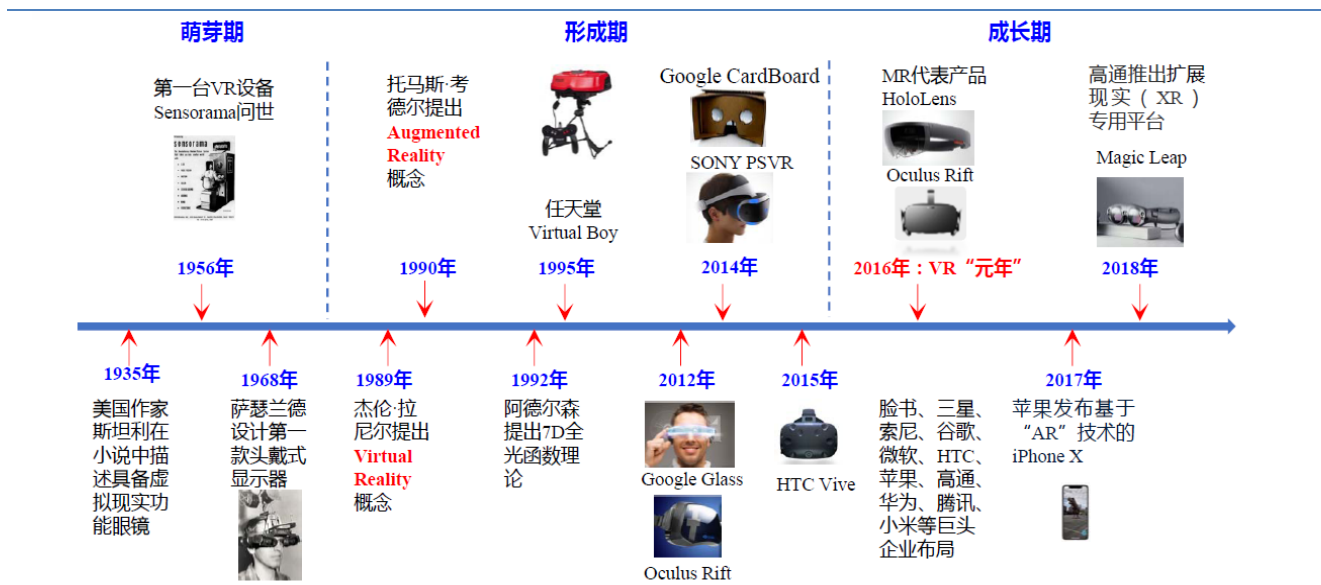 萌芽期
形成期
成长期
第一台VR设备
Sensorama问世
sensorama
1956年
托马斯·考
德尔提出
Augmented
Reality
概念
1990年
任天堂
Virtual Boy
1995年
Google CardBoard
SONY PSVR
2014年
MR代表产品
HoloLens
Oculus Rift
2016年：VR“元年”
高通推出扩展
现实（XR）
专用平台
Magic Leap
2018年
1935年
美国作家
斯坦利在
小说中描
述具备虚
拟现实功
能眼镜
1968年
萨瑟兰德
设计第一
款头戴式
显示器
1989年
杰伦·拉
尼尔提出
Virtual
Reality
概念
1992年
阿德尔森
提出7D全
光函数理
论
2012年
Google Glass
Oculus Rift
2015年
HTC Vive
脸书、三星、
索尼、谷歌、
微软、HTC、
苹果、高通、
华为、腾讯、
小米等巨头
企业布局
2017年
苹果发布基于
“AR”技术的
iPhone X